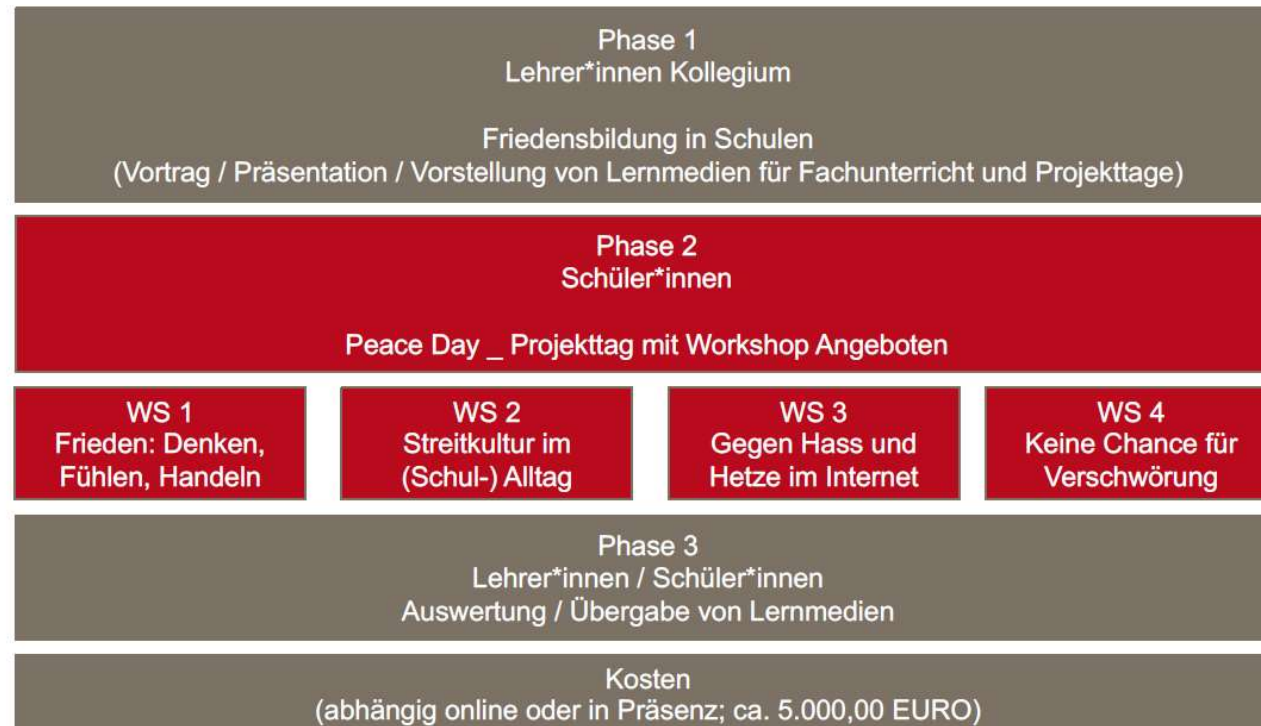 Phase 1
Lehrer*innen Kollegium
Friedensbildung in Schulen
(Vortrag / Präsentation / Vorstellung von Lernmedien für Fachunterricht und Projekttage)
Phase 2
Schüler*innen
Peace Day _ Projekttag mit Workshop Angeboten
WS 1
Frieden: Denken,
Fühlen, Handeln
WS 2
Streitkultur im
(Schul-) Alltag
WS 3
Gegen Hass und
Hetze im Internet
WS 4
Keine Chance für
Verschwörung
Phase 3
Lehrer*innen / Schüler*innen
Auswertung / Übergabe von Lernmedien
Kosten
(abhängig online oder in Präsenz; ca. 5.000,00 EURO)